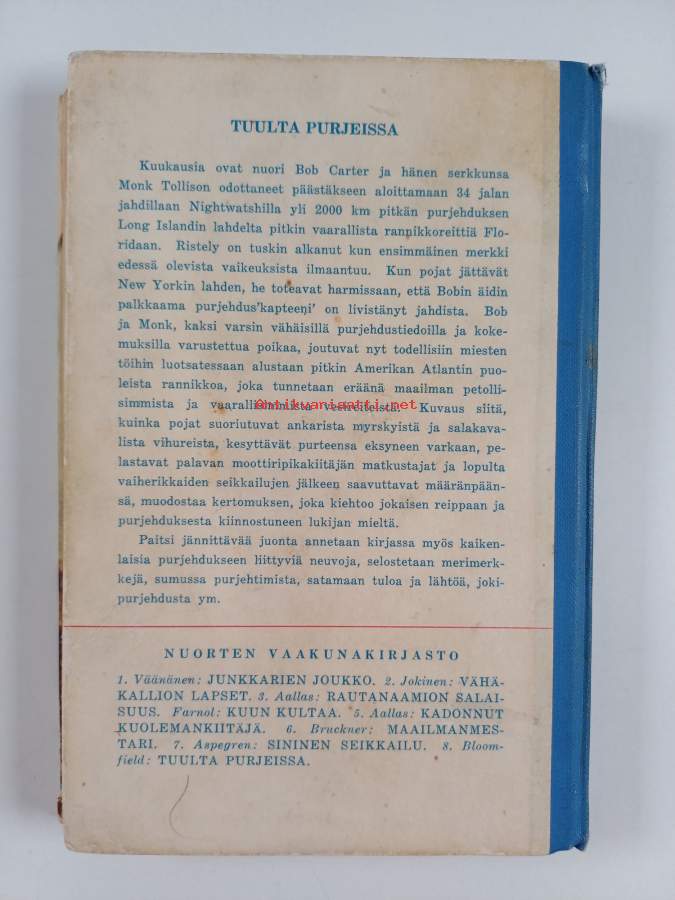 TUULTA PURJEISSA
Kuukausia ovat nuori Bob Carter ja hänen serkkunsa
Monk Tollison odottaneet päästäkseen aloittamaan 34 jalan
jahdillaan Nightwatshilla yli 2000 km pitkän purjehduksen
Long Islandin lahdelta pitkin vaarallista ranpikkoreittiä Flo-
ridaan. Risteily on tuskin alkanut kun ensimmäinen merkki
edessä olevista vaikeuksista ilmaantuu. Kun pojat jättävät
New Yorkin lahden, he toteavat harmissaan, että Bobin äidin
palkkaama purjehdus'kapteeni' on livistänyt jahdista. Bob
ja Monk, kaksi varsin vähäisillä purjehdustiedoilla ja koke-
muksilla varustettua poikaa, joutuvat nyt todellisiin miesten
töihin luotsatessaan alustaan pitkin Amerikan Atlantin puo-
leista rannikkoa, joka tunnetaan eräänä maailman petolli-
simmista ja vaarallisimmista vesireiteistä. Kuvaus siitä,
Antikvariaatti.net
kuinka pojat suoriutuvat ankarista myrskyistä ja salakava-
lista vihureista, kesyttävät purteensa eksyneen varkaan, pe-
lastavat palavan moottiripikakiitäjän matkustajat ja lopulta
vaiherikkaiden seikkailujen jälkeen saavuttavat määränpään-
sä, muodostaa kertomuksen, joka kiehtoo jokaisen reippaan ja
purjehduksesta kiinnostuneen lukijan mieltä.
Paitsi jännittävää juonta annetaan kirjassa myös kaiken-
laisia purjehdukseen liittyviä neuvoja, selostetaan merimerk-
kejä, sumussa purjehtimista, satamaan tuloa ja lähtöä, joki-
purjehdusta ym.
NUORTEN VAAKUNAKIRJASTO
1. Väänänen: JUNKKARIEN JOUKKO. 2. Jokinen: VÄHÄ-
KALLION LAPSET. 3. Aallas: RAUTANAAMION SALAI-
SUUS. Farnol: KUUN KULTAA. 5. Aallas: KADONNUT
KUOLEMANKIITÄJÄ. 6. Bruckner: MAAILMANMES-
TARI. 7. Aspegren: SININEN SEIKKAILU. 8. Bloom-
field: TUULTA PURJEISSA.